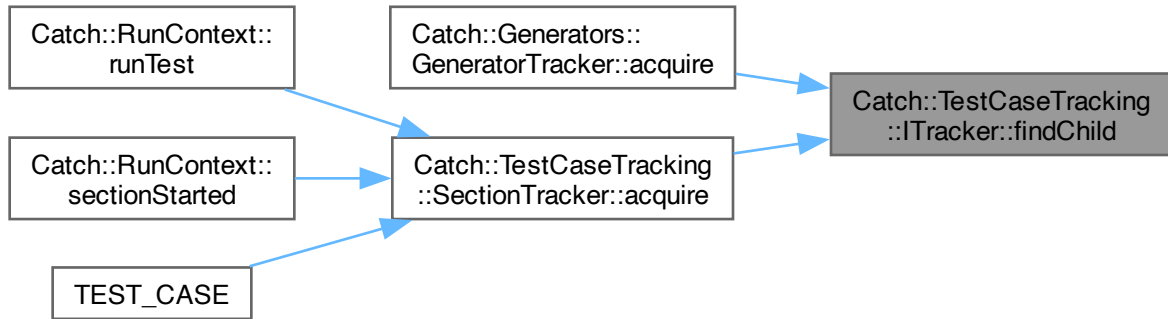 Catch::RunContext::
runTest
Catch::Generators::
GeneratorTracker::acquire
Catch::TestCaseTracking
::ITracker::findChild
Catch::RunContext::
sectionStarted
Catch::TestCaseTracking
::SectionTracker::acquire
TEST_CASE